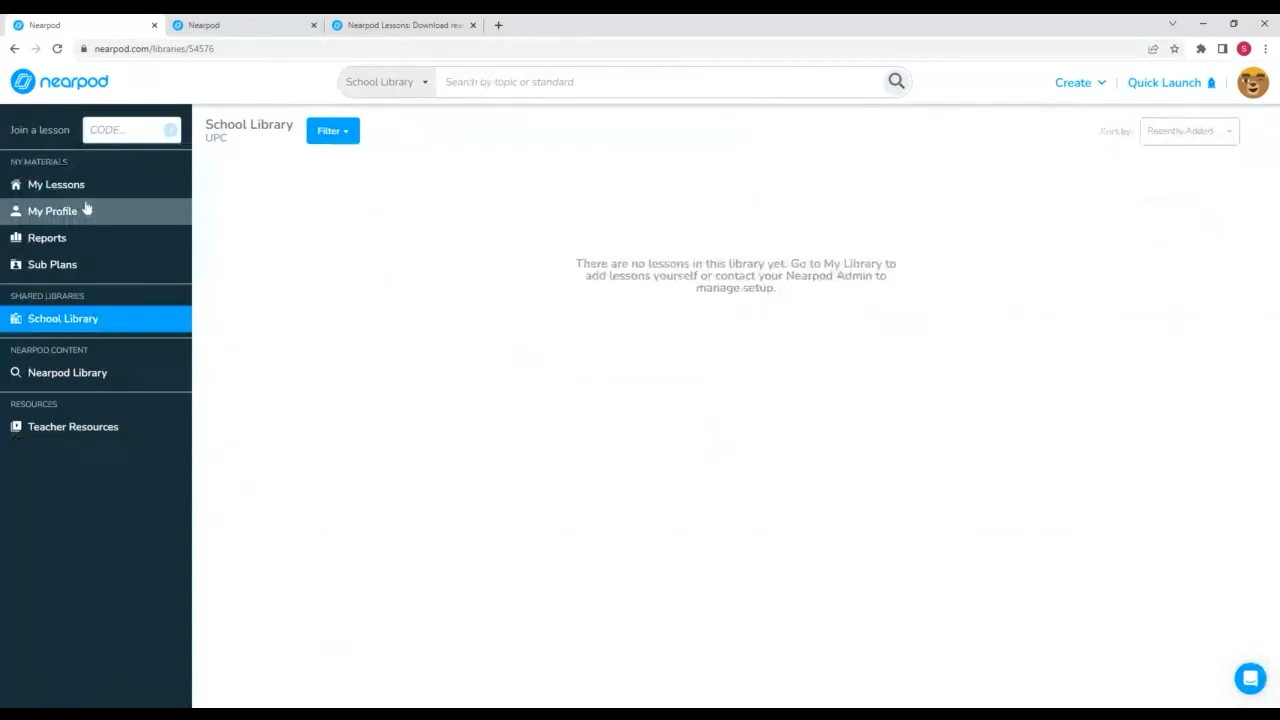 Nearpod
Nearpod
Nearpod Lessons: Download rea
nearpod.com/libraries/54576
S
nearpod
School Library
Search by topic or standard
Create
Quick Launch
Join a lesson
CODE...
School Library
UPC
Filter
Sort by:
Recently Added
MY MATERIALS
My Lessons
My Profile
Reports
Sub Plans
SHARED LIBRARIES
School Library
NEARPOD CONTENT
Nearpod Library
RESOURCES
Teacher Resources
There are no lessons in this library yet. Go to My Library to
add lessons yourself or contact your Nearpod Admin to
manage setup.